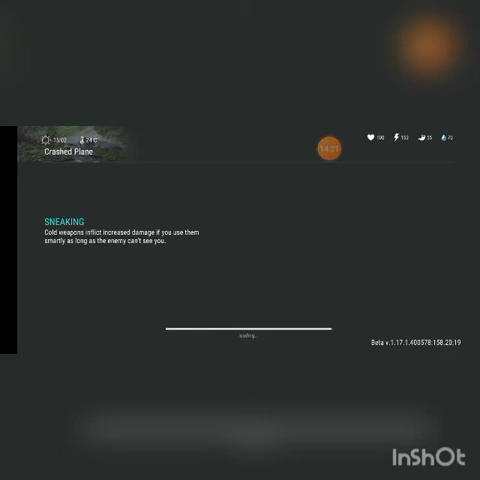 15:02 24°C
100 153 55 70
14:21
Crashed Plane
SNEAKING
Cold weapons inflict increased damage if you use them
smartly as long as the enemy can't see you.
loading...
Beta v.1.17.1.400578:158.20:19
InShOt